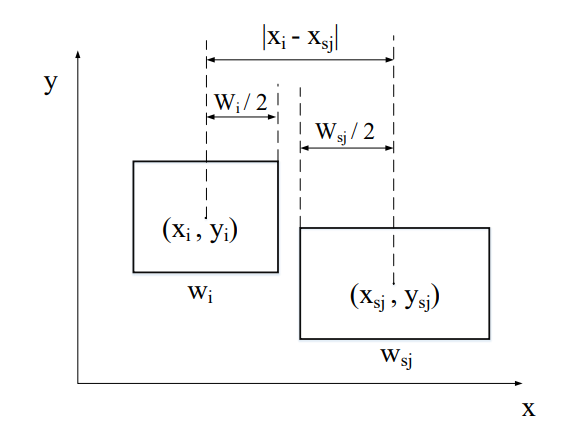 |xᵢ - xₛⱼ|
y
Wᵢ / 2
Wₛⱼ / 2
(xᵢ , yᵢ)
wᵢ
(xₛⱼ , yₛⱼ)
wₛⱼ
x